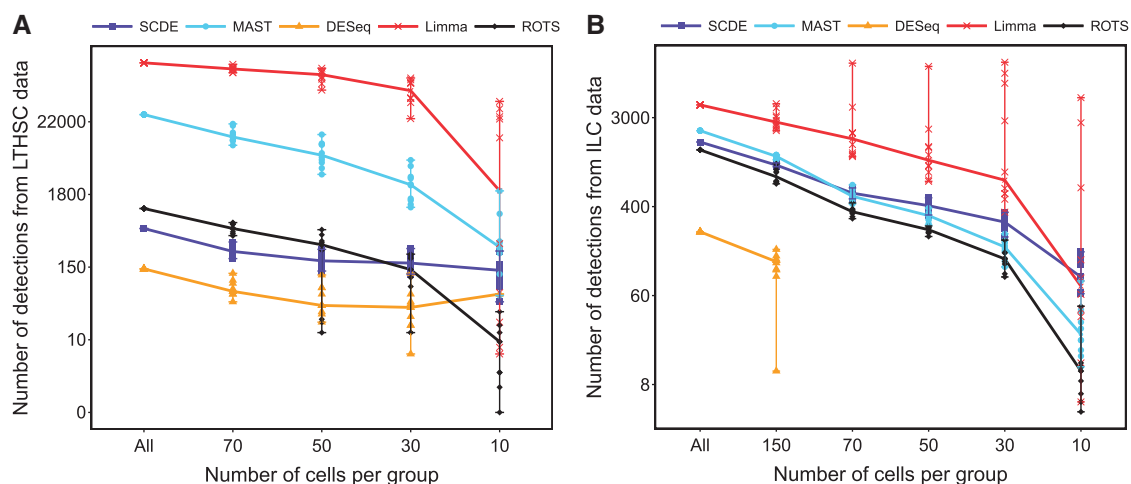 A
SCDE MAST DESeq Limma ROTS
Number of detections from LTHSC data
22000
1800
150
10
0
All 70 50 30 10
Number of cells per group
B
SCDE MAST DESeq Limma ROTS
Number of detections from ILC data
3000
400
60
8
All 150 70 50 30 10
Number of cells per group